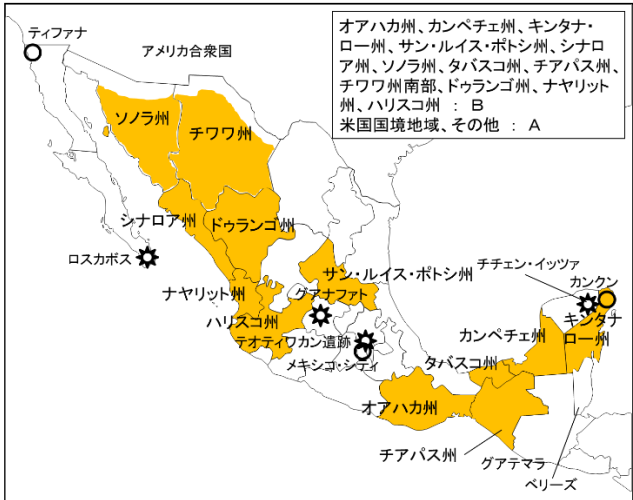 ティファナ
アメリカ合衆国
オアハカ州、カンペチェ州、キンタナ・
ロー州、サン・ルイス・ポトシ州、シナロ
ア州、ソノラ州、タバスコ州、チアパス州、
チワワ州南部、ドゥランゴ州、ナヤリット
州、ハリスコ州 : B
米国国境地域、その他 : A
ソノラ州
チワワ州
シナロア州
ドゥランゴ州
ロスカボス
サン・ルイス・ポトシ州
チチェン・イッツァ
カンクン
ナヤリット州
グアナファト
ハリスコ州
キンタナ
ロー州
テオティワカン遺跡
カンペチェ州
メキシコ・シティ
タバスコ州
オアハカ州
チアパス州
グアテマラ
ベリーズ